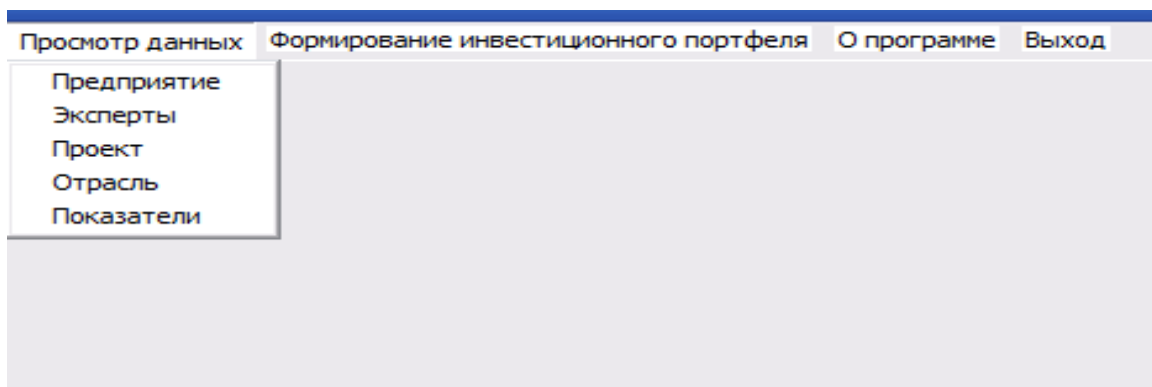 Просмотр данных Формирование инвестиционного портфеля О программе Выход
Предприятие
Эксперты
Проект
Отрасль
Показатели